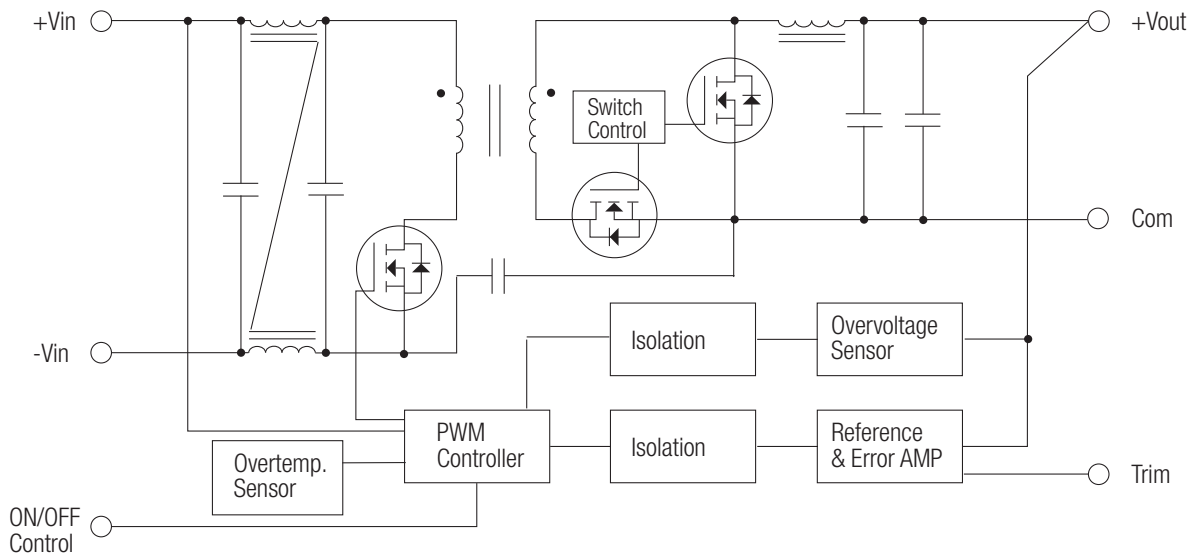 +Vin
+Vout
Switch
Control
Com
-Vin
Isolation
Overvoltage
Sensor
PWM
Controller
Isolation
Reference
& Error AMP
Overtemp.
Sensor
Trim
ON/OFF
Control